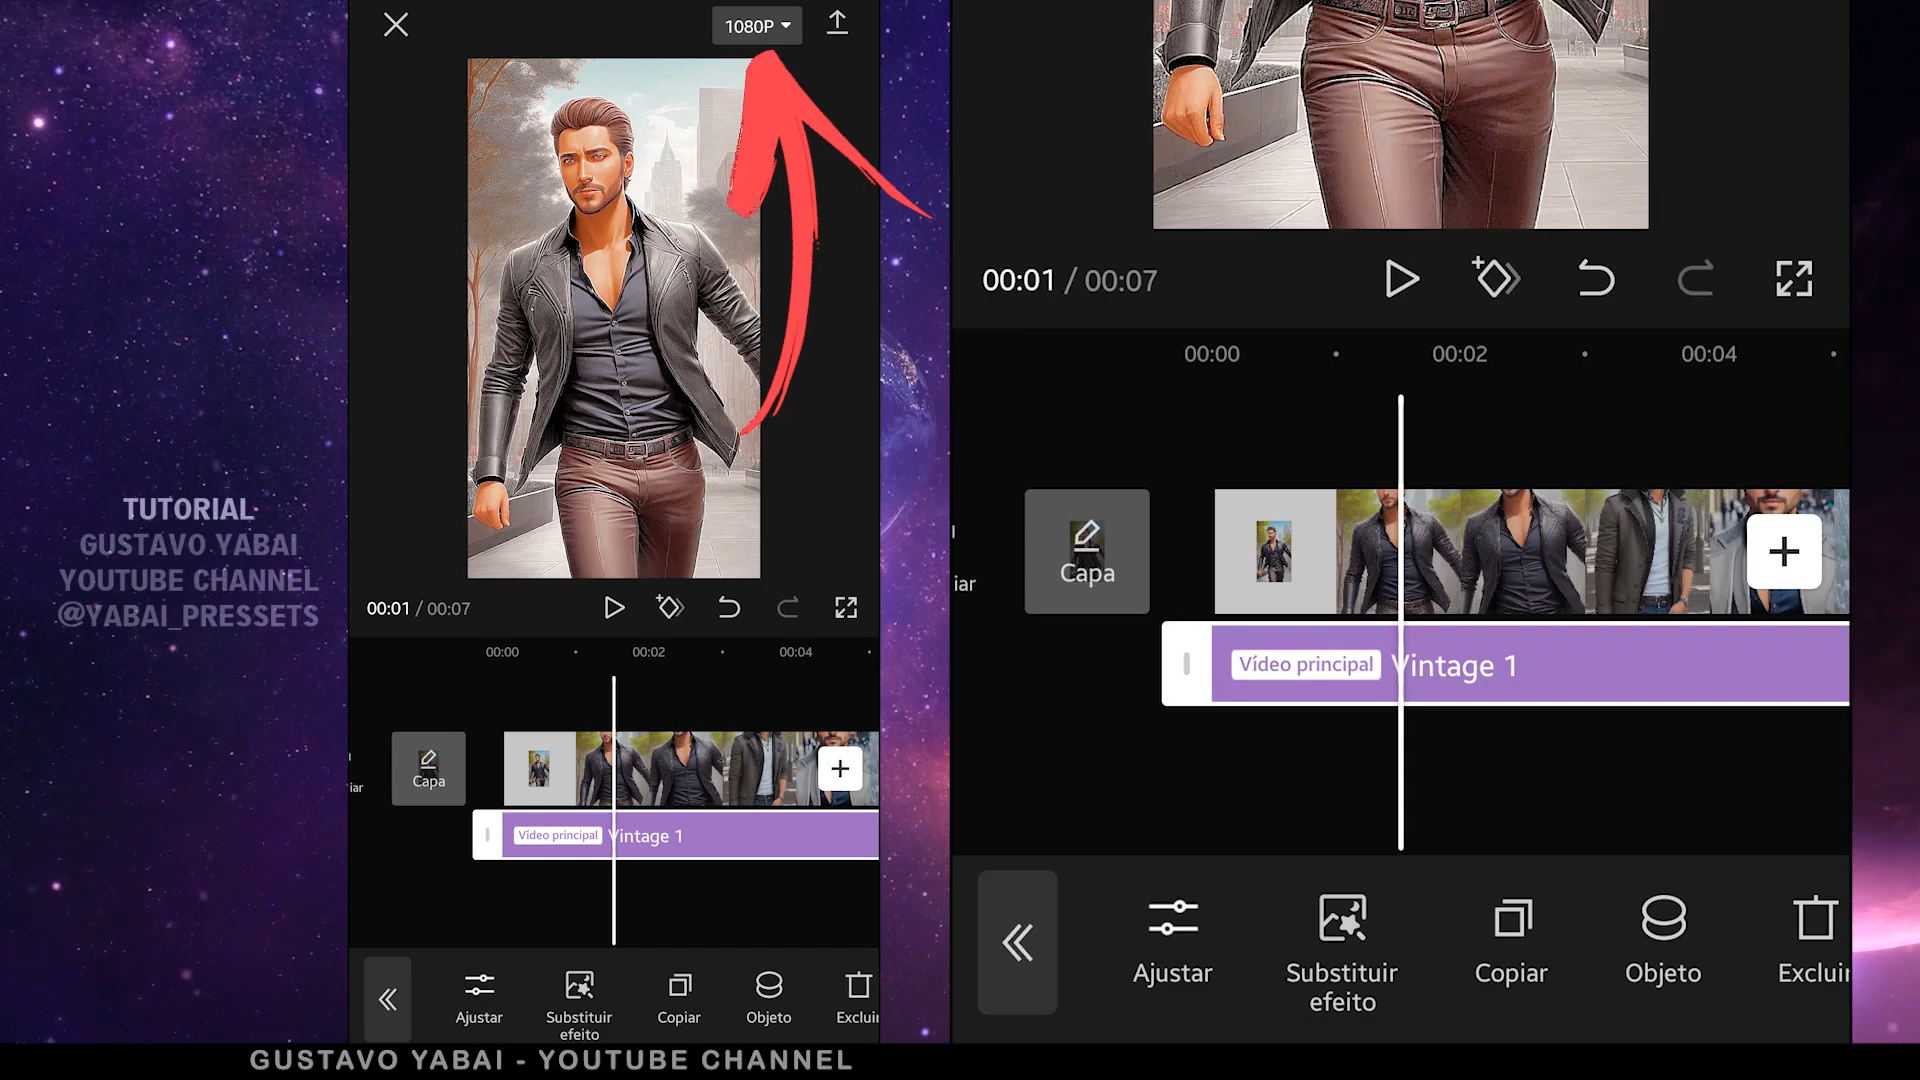 1080P
TUTORIAL
GUSTAVO YABAI
YOUTUBE CHANNEL
@YABAI_PRESSETS
00:01 / 00:07
00:00
00:02
00:04
iar
Capa
Vídeo principal
Vintage 1
Ajustar
Substituir
efeito
Copiar
Objeto
Excluir
00:01 / 00:07
00:00
00:02
00:04
iar
Capa
Vídeo principal
Vintage 1
Ajustar
Substituir
efeito
Copiar
Objeto
Excluir
GUSTAVO YABAI - YOUTUBE CHANNEL